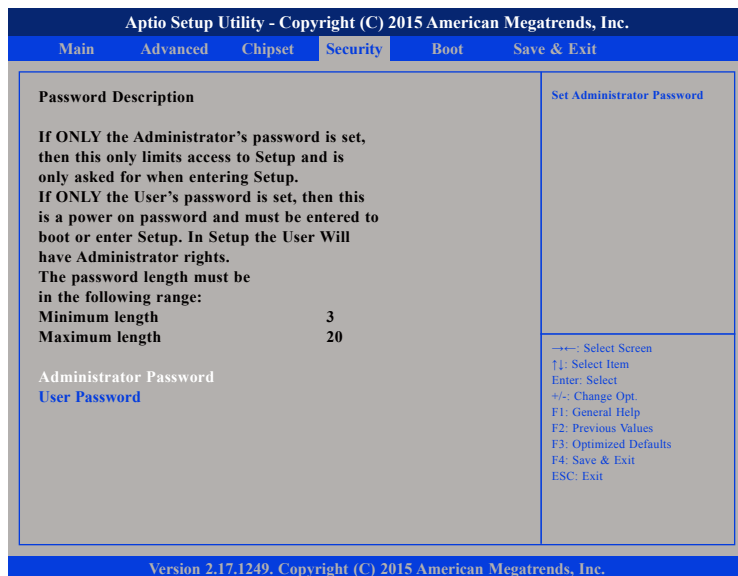 Aptio Setup Utility - Copyright (C) 2015 American Megatrends, Inc.
Main Advanced Chipset Security Boot Save & Exit
Password Description
If ONLY the Administrator's password is set,
then this only limits access to Setup and is
only asked for when entering Setup.
If ONLY the User's password is set, then this
is a power on password and must be entered to
boot or enter Setup. In Setup the User Will
have Administrator rights.
The password length must be
in the following range:
Minimum length 3
Maximum length 20
Administrator Password
User Password
Set Administrator Password
→←: Select Screen
↑↓: Select Item
Enter: Select
+/-: Change Opt.
F1: General Help
F2: Previous Values
F3: Optimized Defaults
F4: Save & Exit
ESC: Exit
Version 2.17.1249. Copyright (C) 2015 American Megatrends, Inc.